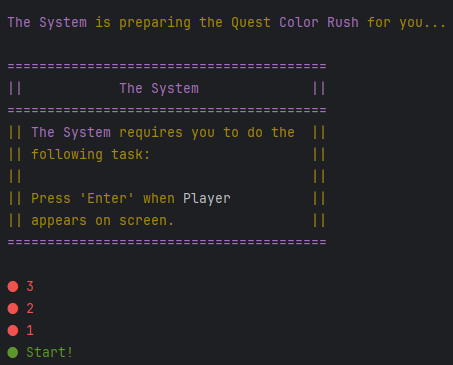 The System is preparing the Quest Color Rush for you...
========================================
||            The System              ||
========================================
|| The System requires you to do the  ||
|| following task:                    ||
||                                    ||
|| Press 'Enter' when Player          ||
|| appears on screen.                 ||
========================================
🔴 3
🔴 2
🔴 1
🟢 Start!